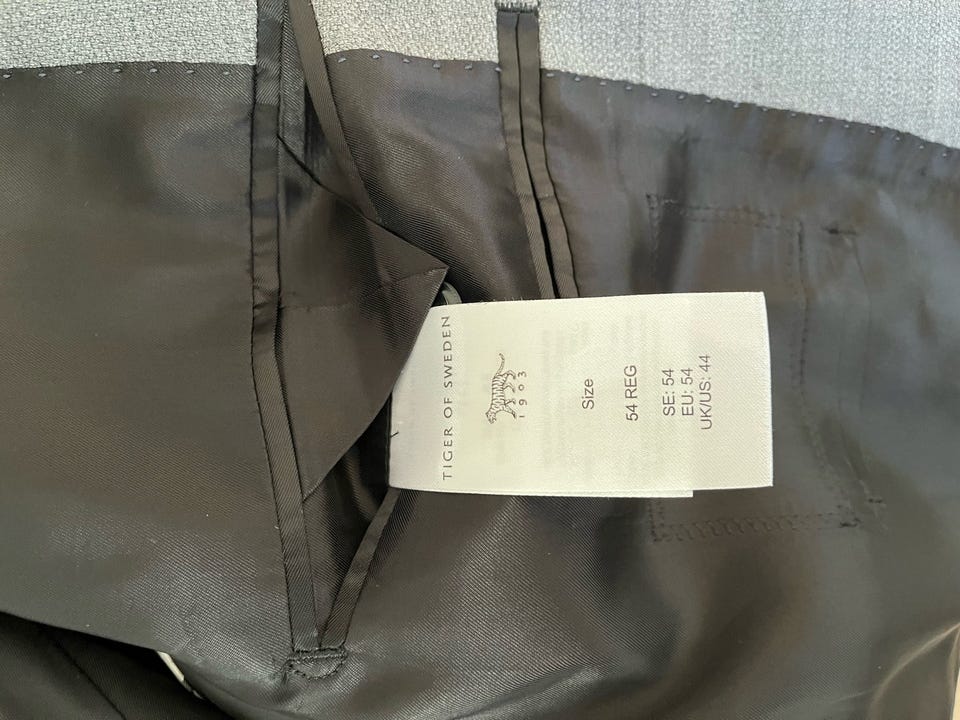 TIGER OF SWEDEN
1903
Size
54 REG
SE: 54
EU: 54
UK/US: 44